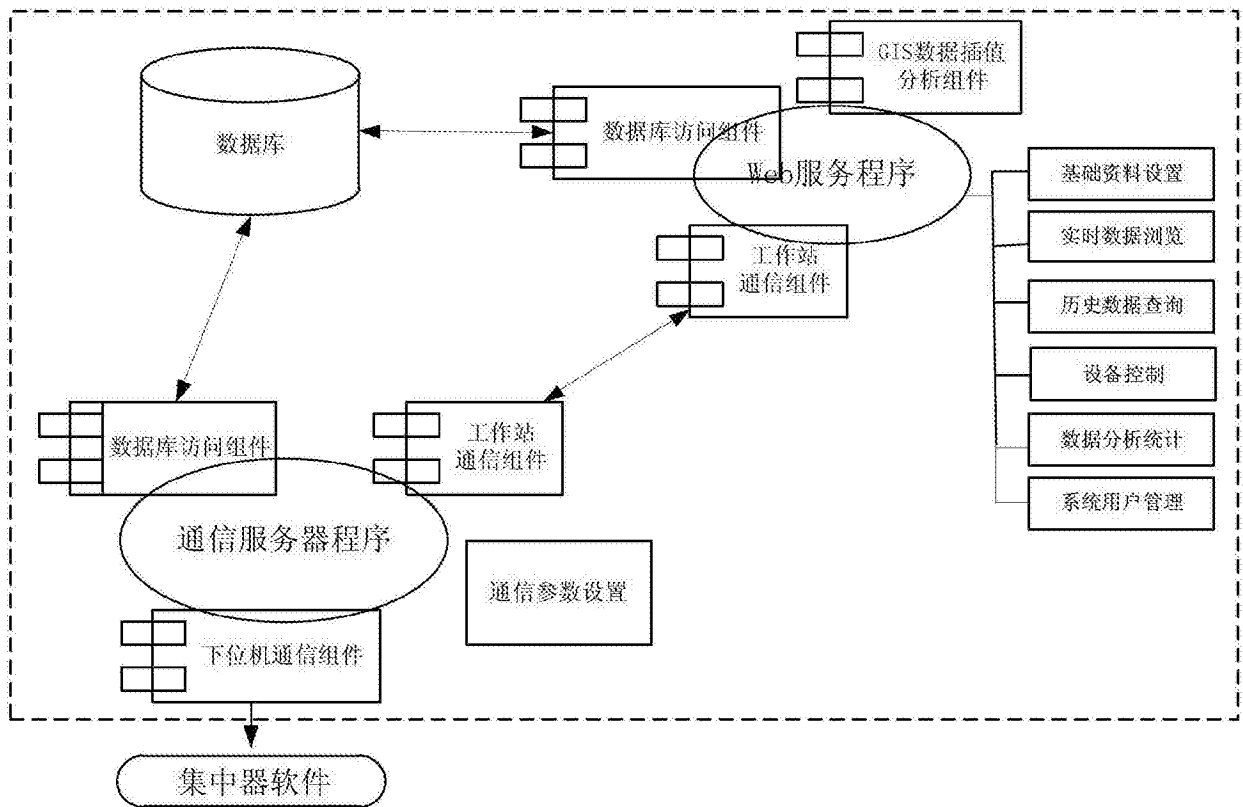 GIS数据插值
分析组件
数据库
数据库访问组件
Web服务程序
基础资料设置
实时数据浏览
工作站
通信组件
历史数据查询
设备控制
数据库访问组件
工作站
通信组件
数据分析统计
系统用户管理
通信服务器程序
通信参数设置
下位机通信组件
集中器软件